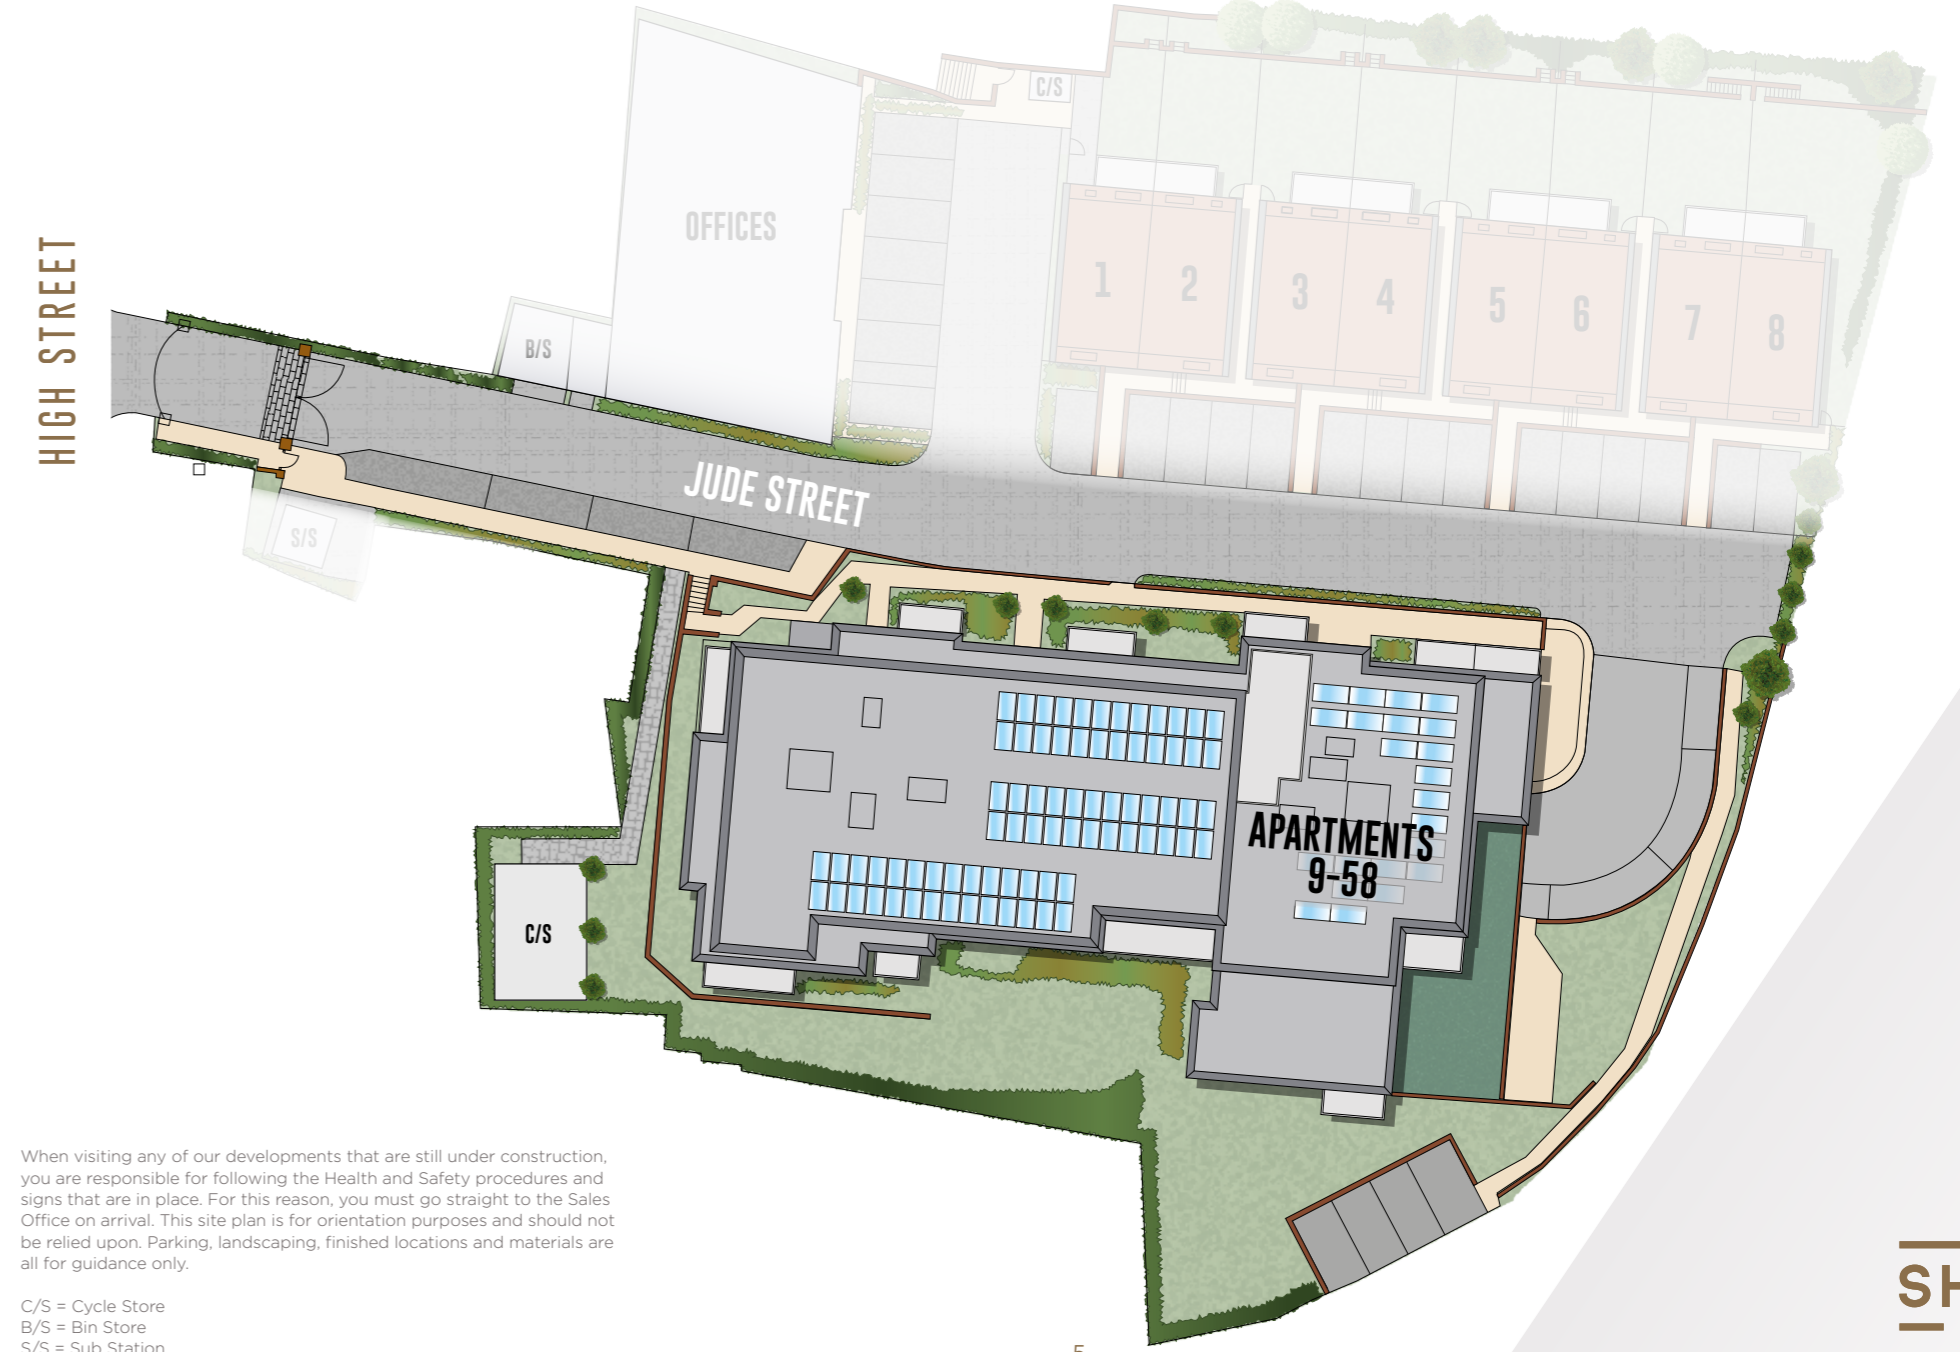 HIGH STREET
OFFICES
C/S
1
2
3
4
5
6
7
8
B/S
S/S
JUDE STREET
APARTMENTS
9-58
C/S
When visiting any of our developments that are still under construction,
you are responsible for following the Health and Safety procedures and
signs that are in place. For this reason, you must go straight to the Sales
Office on arrival. This site plan is for orientation purposes and should not
be relied upon. Parking, landscaping, finished locations and materials are
all for guidance only.
C/S = Cycle Store
B/S = Bin Store
S/S = Sub Station
5
SH